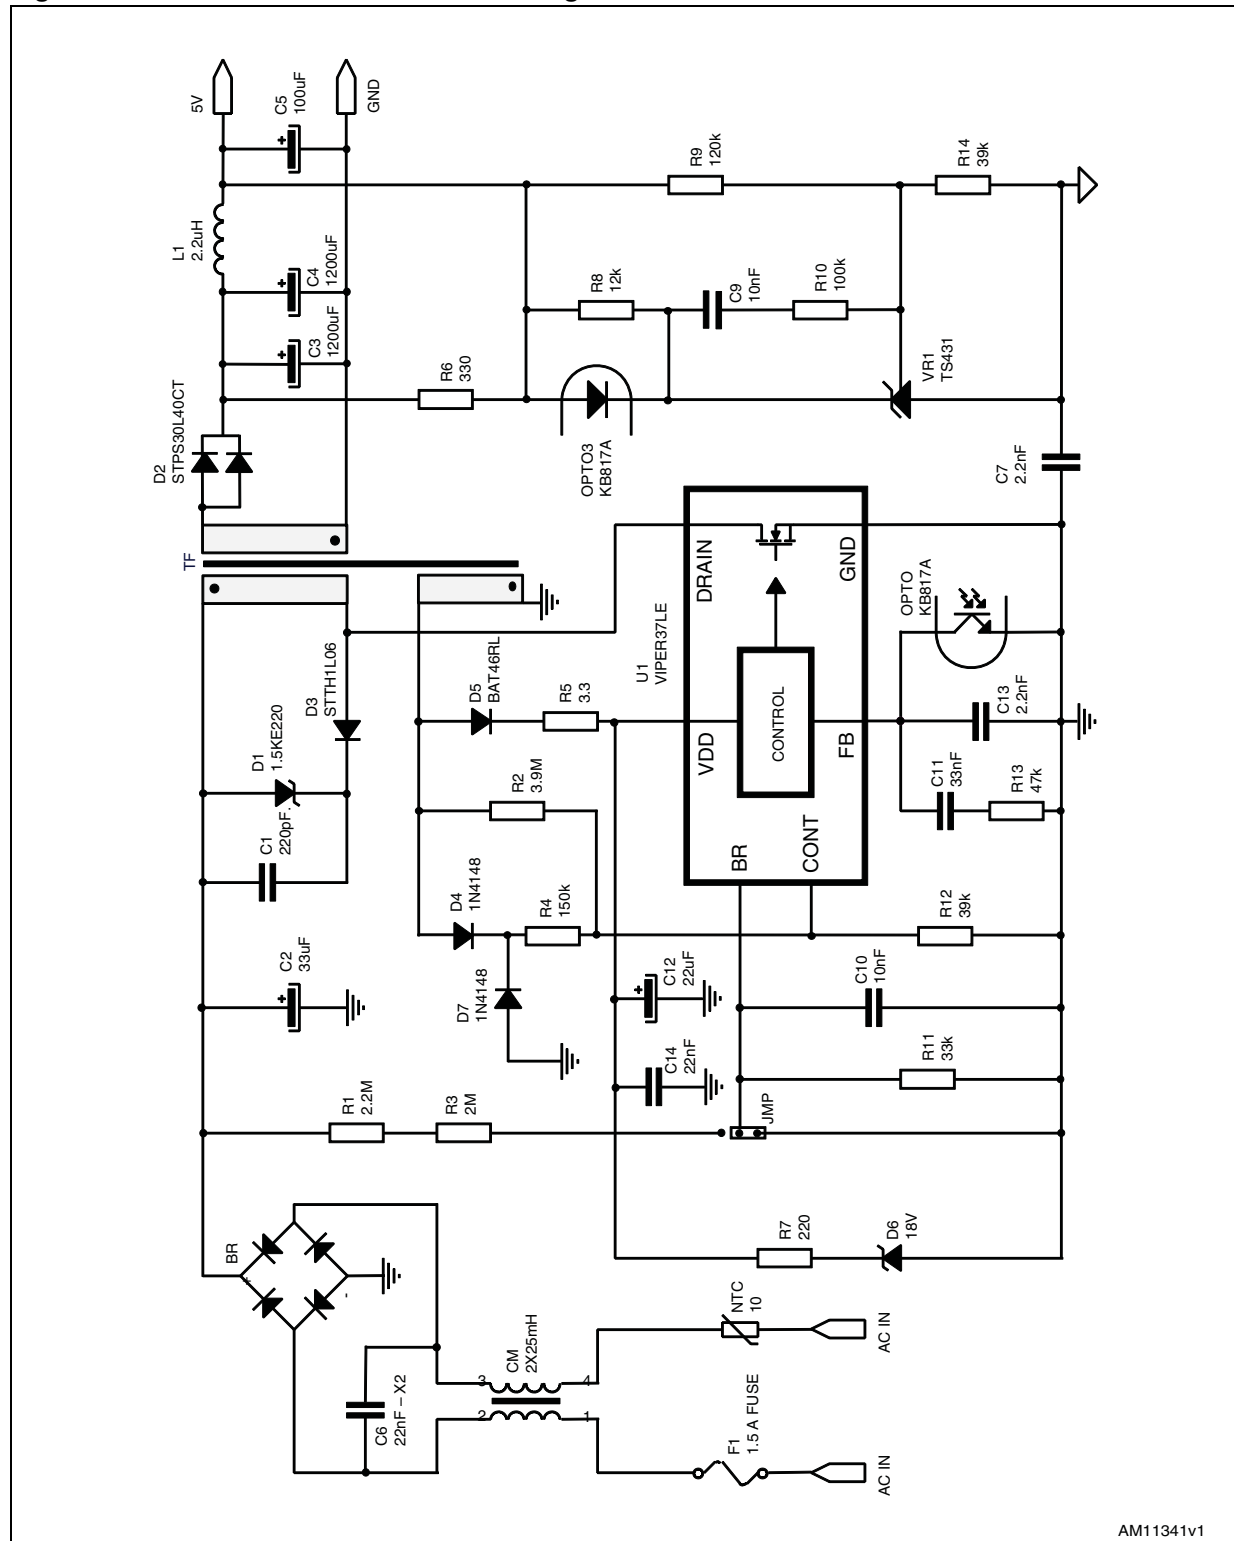 5V
C5
100uF
GND
L1
2.2uH
C4
1200uF
C3
1200uF
D2
STPS30L40CT
R6
330
R9
120k
R14
39k
R8
12k
C9
10nF
R10
100k
VR1
TS431
OPTO3
KB817A
C7
2.2nF
TF
U1
VIPER37LE
DRAIN
GND
VDD
CONTROL
FB
BR
CONT
OPTO
KB817A
D3
STTH1L06
D1
1.5KE220
C1
220pF.
D5
BAT46RL
R5
3.3
R2
3.9M
D4
1N4148
R4
150k
C13
2.2nF
C11
33nF
R13
47k
R12
39k
C2
33uF
D7
1N4148
C12
22uF
C14
22nF
C10
10nF
R11
33k
R1
2.2M
R3
2M
JMP
BR
+
-
R7
220
D6
18V
C6
22nF – X2
CM
2X25mH
3
4
2
1
NTC
10
AC IN
F1
1.5 A FUSE
AC IN
AM11341v1